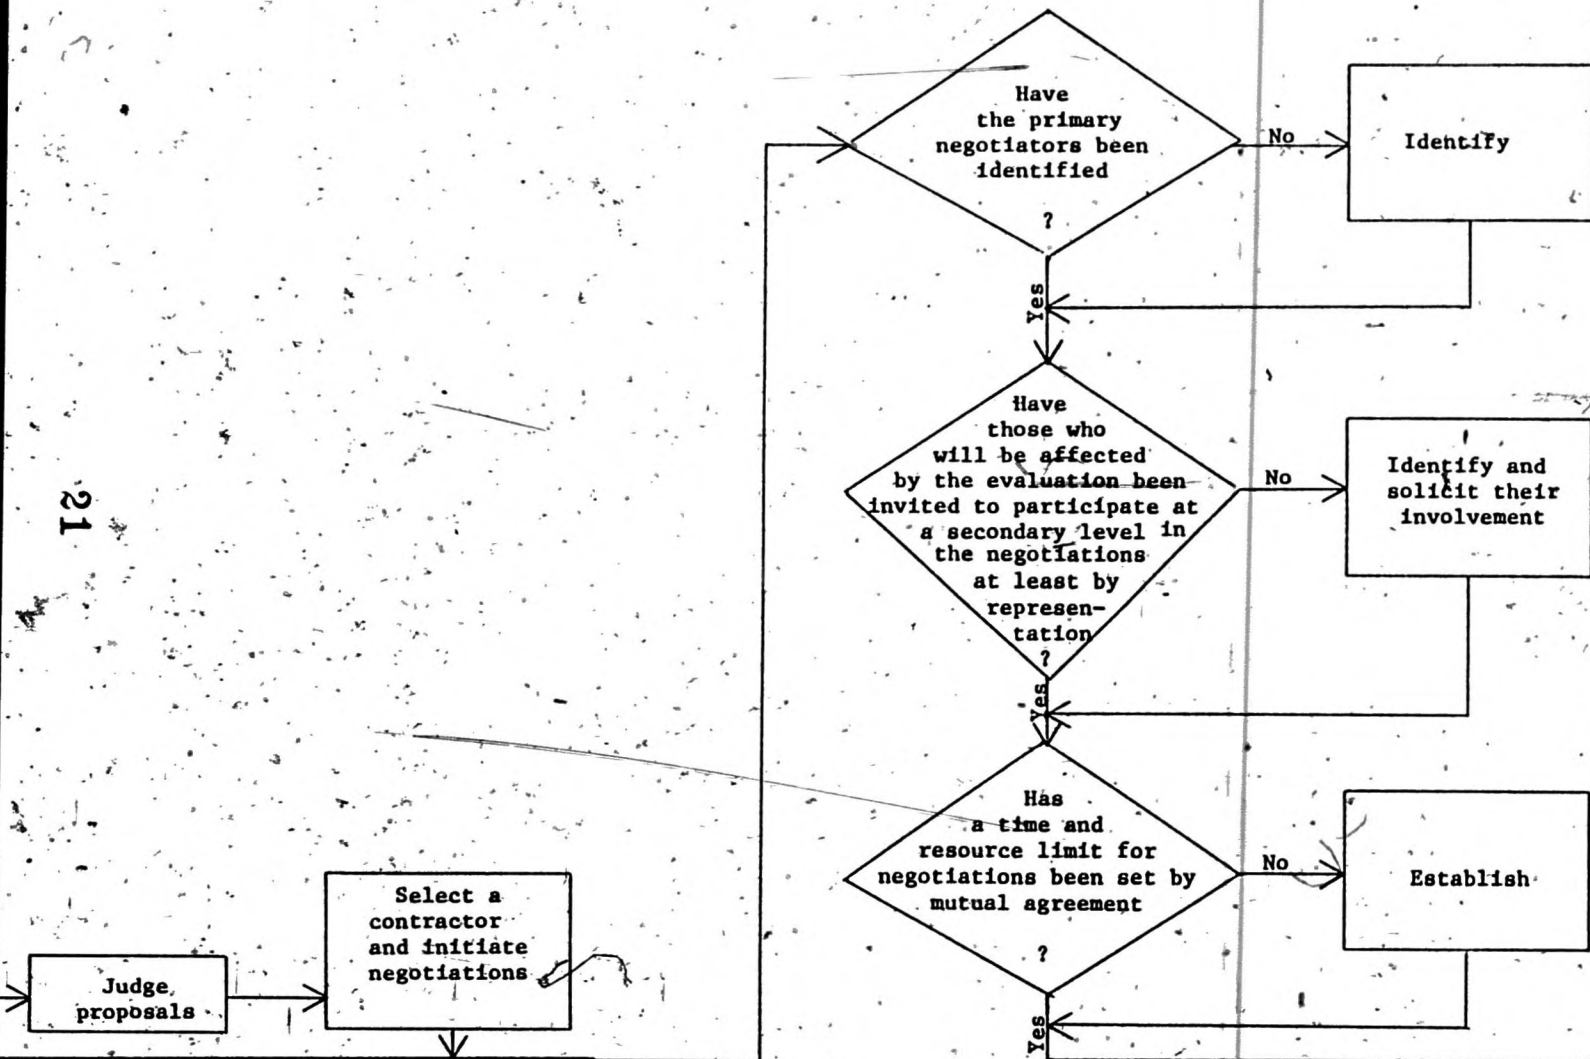 Have
the primary
negotiators been
identified
?
No
Identify
Yes
Have
those who
will be affected
by the evaluation been
invited to participate at
a secondary level in
the negotiations
at least by
represen-
tation
?
No
Identify and
solicit their
involvement
Yes
Has
a time and
resource limit for
negotiations been set by
mutual agreement
?
No
Establish
Yes
21
Select a
contractor
and initiate
negotiations
Judge
proposals